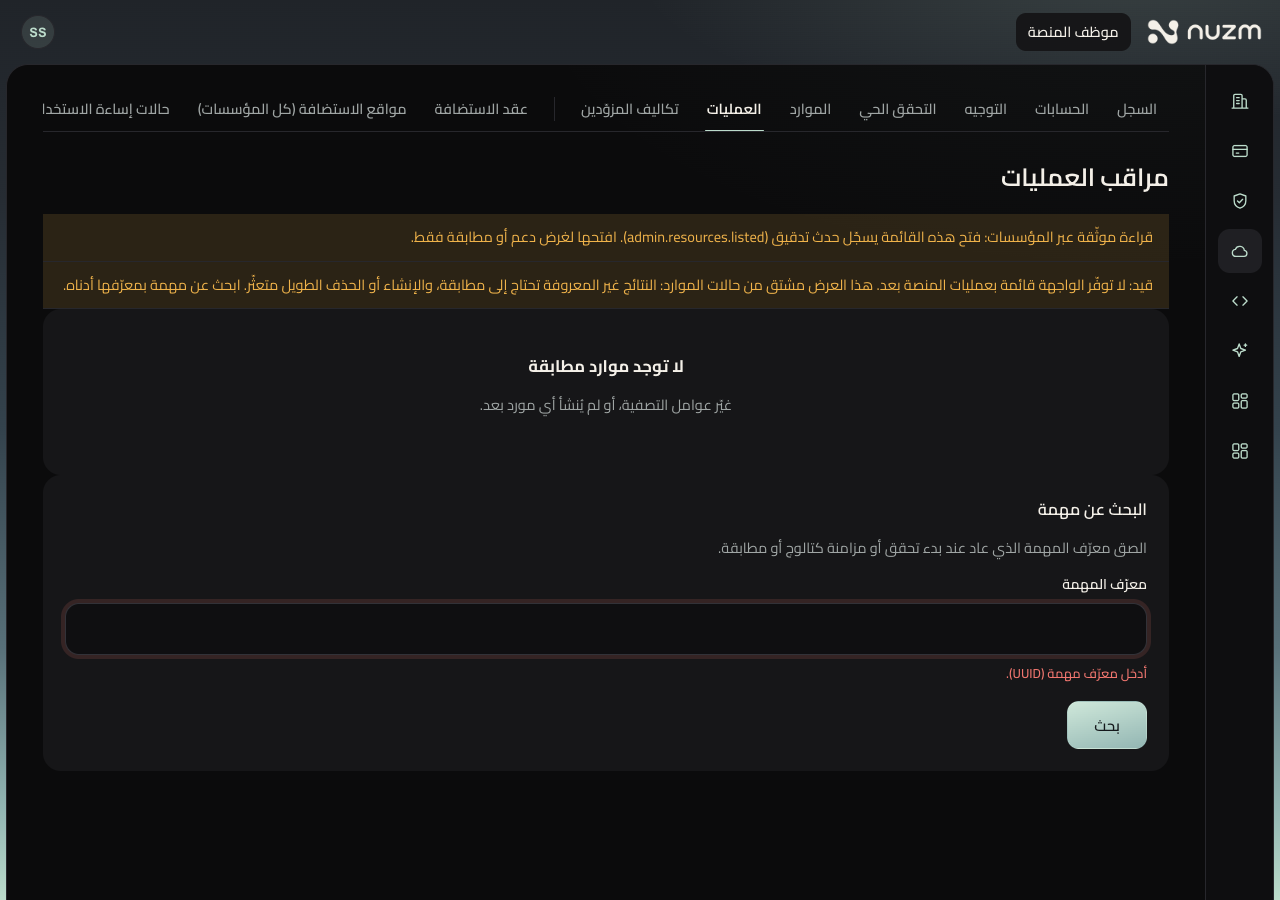 nuzm
موظف المنصة
SS
السجل
الحسابات
التوجيه
التحقق الحي
الموارد
العمليات
تكاليف المزوّدين
عقد الاستضافة
مواقع الاستضافة (كل المؤسسات)
حالات إساءة الاستخدا
مراقب العمليات
قراءة موثّقة عبر المؤسسات: فتح هذه القائمة يسجّل حدث تدقيق (admin.resources.listed). افتحها لغرض دعم أو مطابقة فقط.
قيد: لا توفّر الواجهة قائمة بعمليات المنصة بعد. هذا العرض مشتق من حالات الموارد: النتائج غير المعروفة تحتاج إلى مطابقة، والإنشاء أو الحذف الطويل متعثّر. ابحث عن مهمة بمعرّفها أدناه.
لا توجد موارد مطابقة
غيّر عوامل التصفية، أو لم يُنشأ أي مورد بعد.
البحث عن مهمة
الصق معرّف المهمة الذي عاد عند بدء تحقق أو مزامنة كتالوج أو مطابقة.
معرّف المهمة
أدخل معرّف مهمة (UUID).
بحث